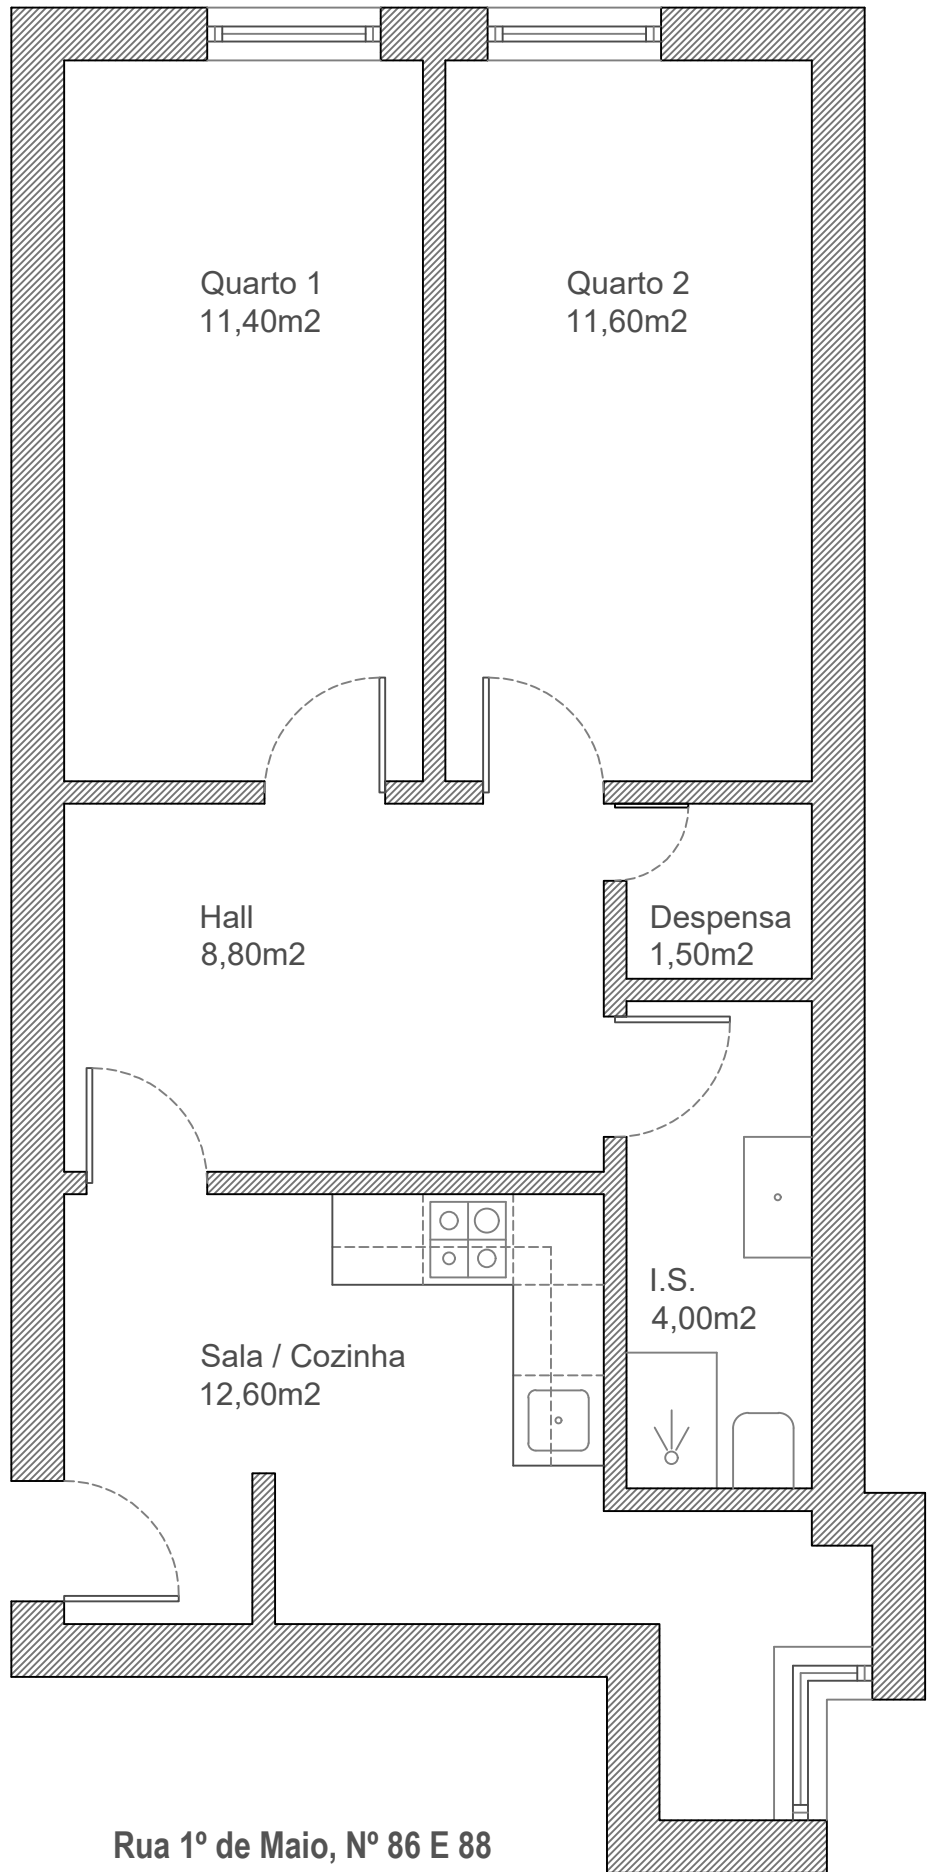 Quarto 1
11,40m2
Quarto 2
11,60m2
Hall
8,80m2
Despensa
1,50m2
I.S.
4,00m2
Sala / Cozinha
12,60m2
Rua 1º de Maio, Nº 86 E 88